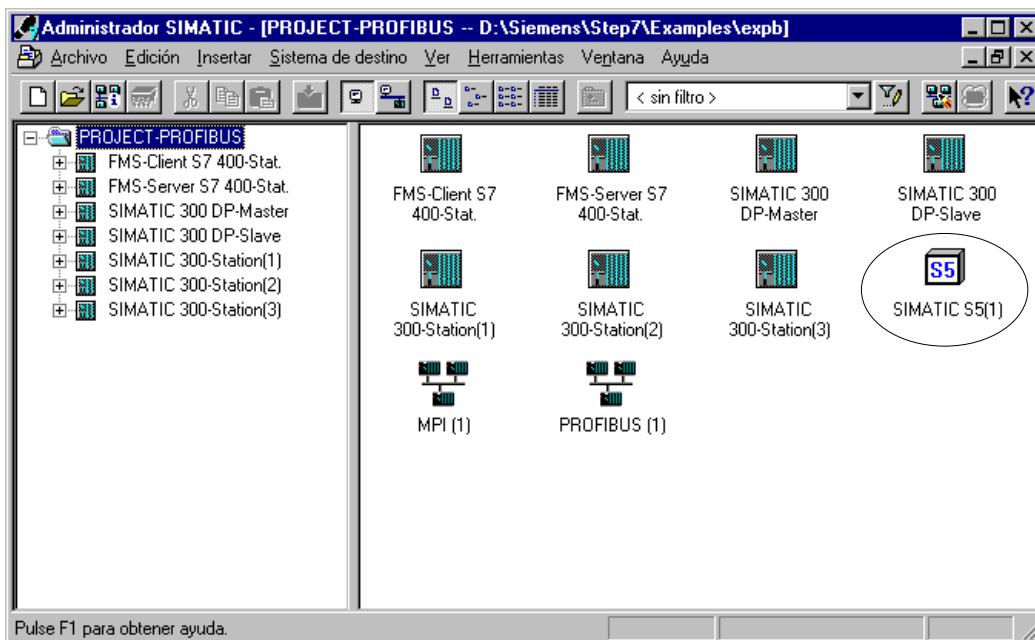 Administrador SIMATIC - [PROJECT-PROFIBUS -- D:\Siemens\Step7\Examples\expb]
Archivo Edición Insertar Sistema de destino Ver Herramientas Ventana Ayuda
< sin filtro >
PROJECT-PROFIBUS
FMS-Client S7 400-Stat.
FMS-Server S7 400-Stat.
SIMATIC 300 DP-Master
SIMATIC 300 DP-Slave
SIMATIC 300-Station(1)
SIMATIC 300-Station(2)
SIMATIC 300-Station(3)
FMS-Client S7
400-Stat.
FMS-Server S7
400-Stat.
SIMATIC 300
DP-Master
SIMATIC 300
DP-Slave
SIMATIC
300-Station(1)
SIMATIC
300-Station(2)
SIMATIC
300-Station(3)
S5
SIMATIC S5(1)
MPI (1)
PROFIBUS (1)
Pulse F1 para obtener ayuda.